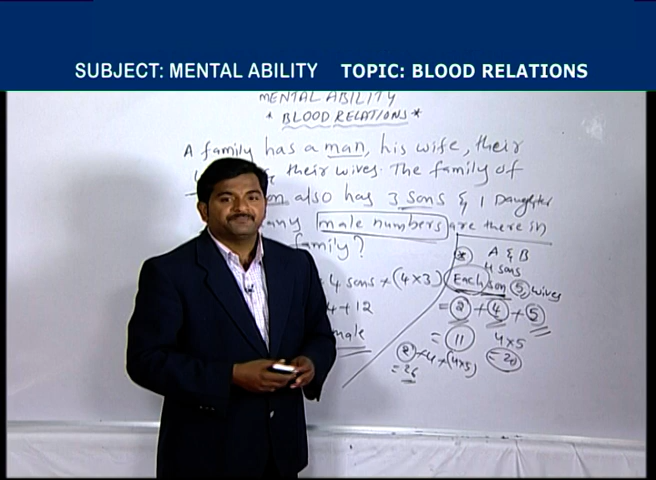 SUBJECT: MENTAL ABILITY TOPIC: BLOOD RELATIONS
MENTAL ABILITY
* BLOOD RELATIONS *
A family has a man, his wife, their
4 their wives. The family of
also has 3 sons & 1 Daughter
any male numbers are there in
family?
* A & B
4 sons
4 sons + (4×3)
Each son 5, wives
4 + 12
= 2 + 4 + 5
male
= 11 4×5
= 20
2 + 4 + (4×5)
= 26